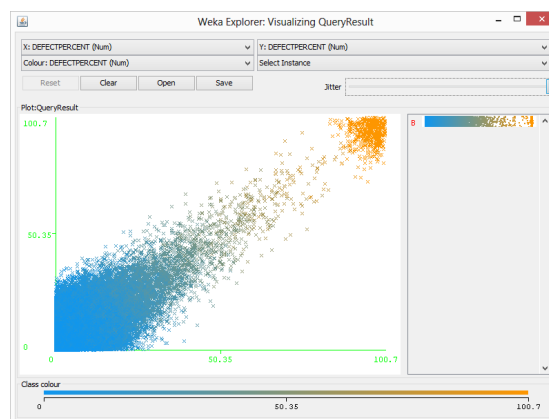 Weka Explorer: Visualizing QueryResult
X: DEFECTPERCENT (Num)
Y: DEFECTPERCENT (Num)
Colour: DEFECTPERCENT (Num)
Select Instance
Reset
Clear
Open
Save
Jitter
Plot:QueryResult
100.7
50.35
0
0
50.35
100.7
B
Class colour
0
50.35
100.7